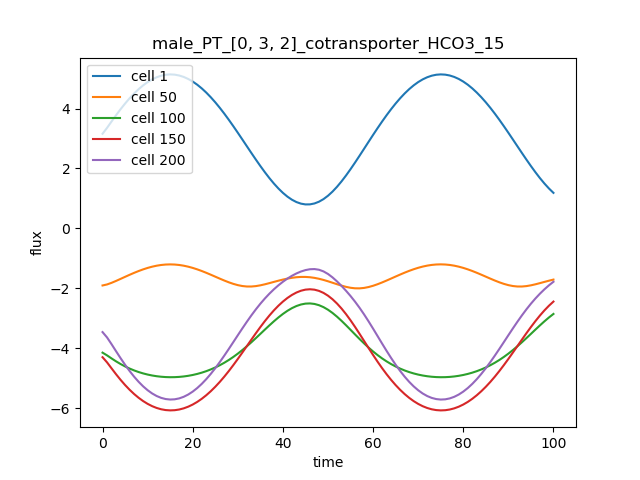 male_PT_[0, 3, 2]_cotransporter_HCO3_15
cell 1
cell 50
cell 100
cell 150
cell 200
4
2
0
−2
−4
−6
flux
0
20
40
60
80
100
time